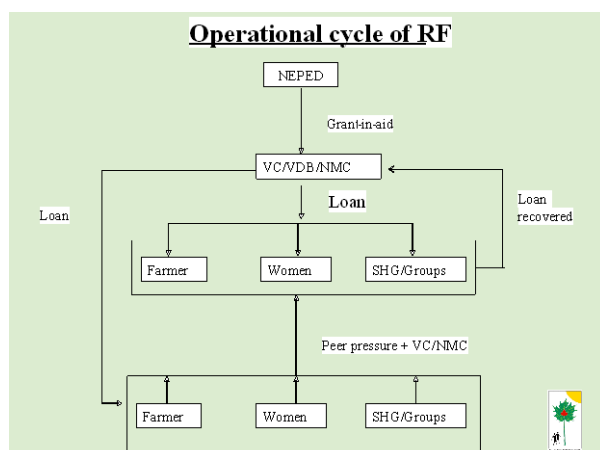 Operational cycle of RF
NEPED
Grant-in-aid
VC/VDB/NMC
Loan
Loan
Loan
recovered
Farmer
Women
SHG/Groups
Peer pressure + VC/NMC
Farmer
Women
SHG/Groups